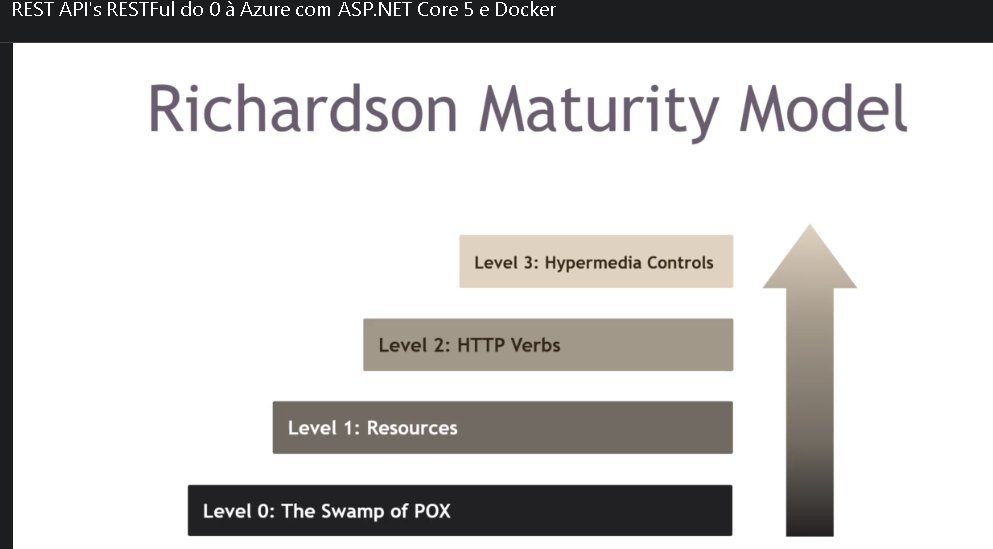 REST API's RESTFul do 0 à Azure com ASP.NET Core 5 e Docker
Richardson Maturity Model
Level 3: Hypermedia Controls
Level 2: HTTP Verbs
Level 1: Resources
Level 0: The Swamp of POX